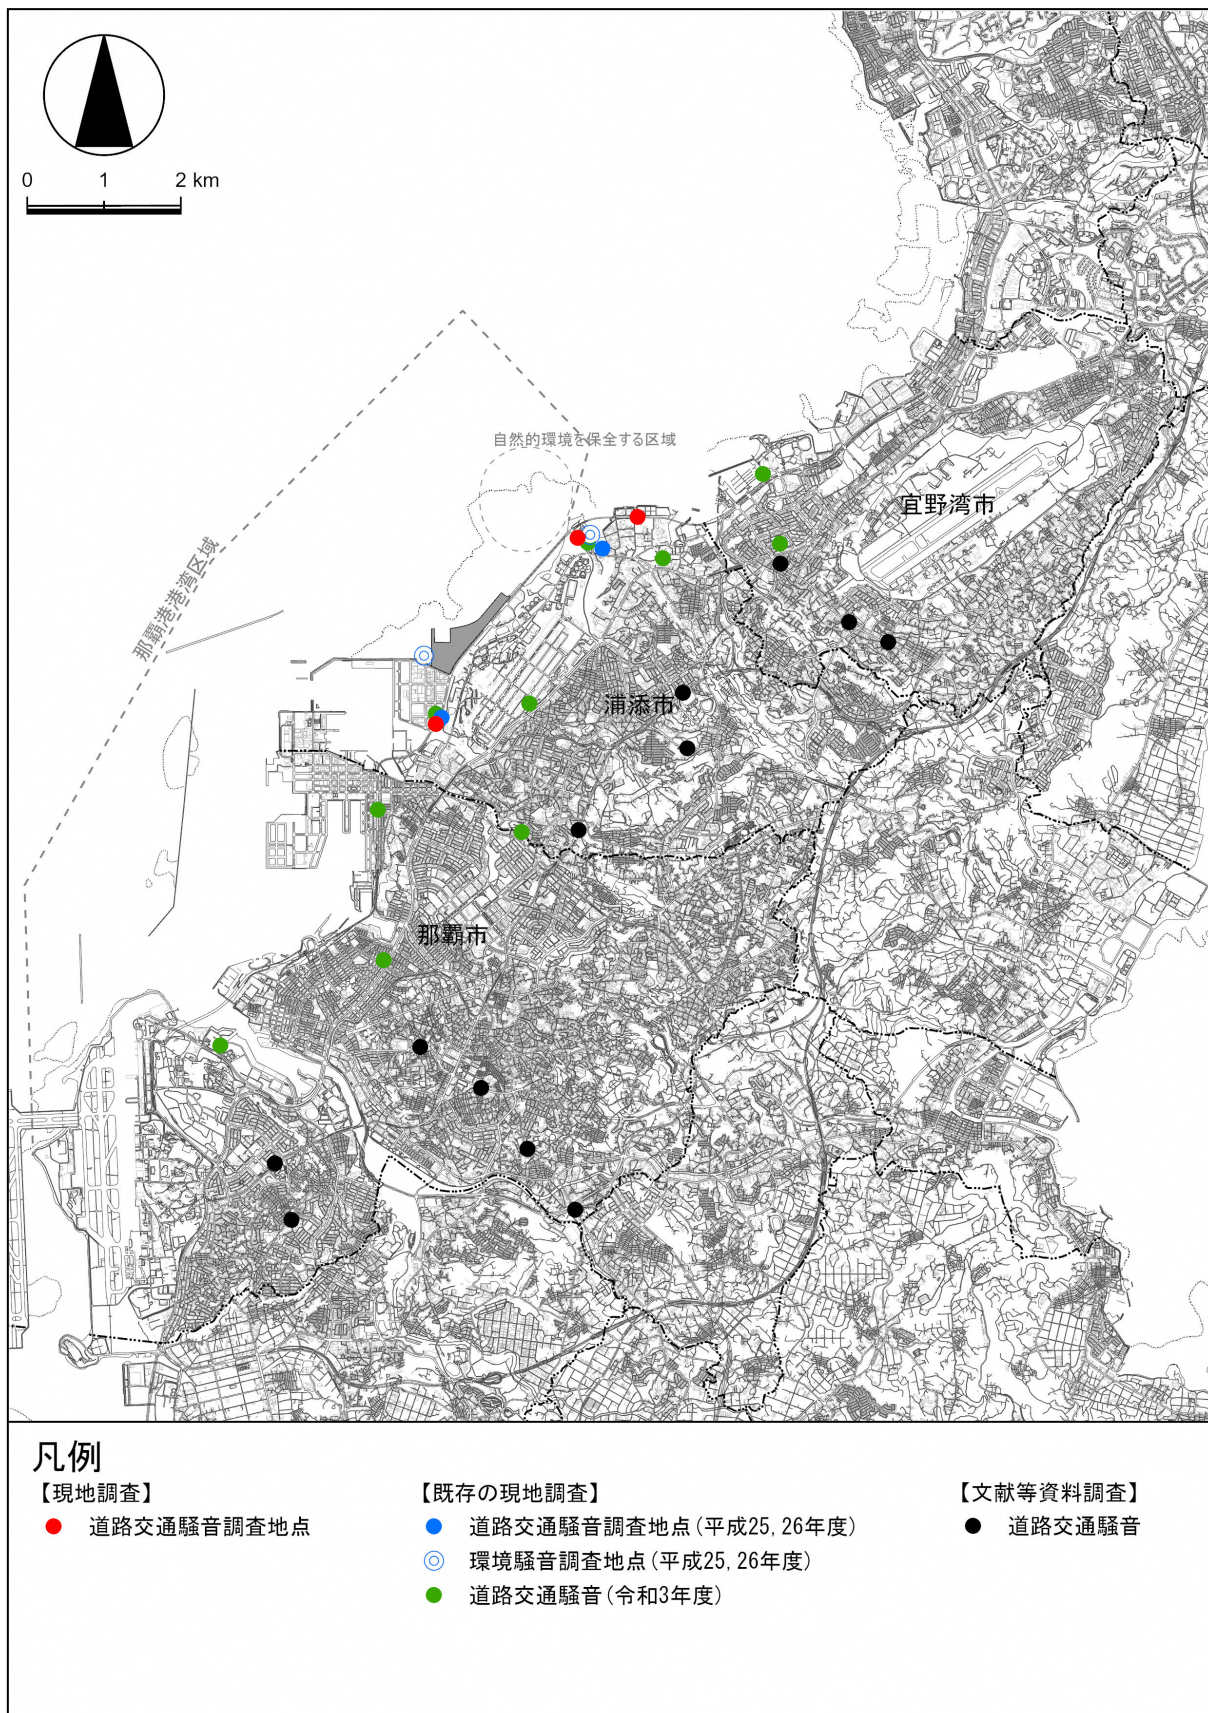 0 1 2 km
自然的環境を保全する区域
宜野湾市
那覇港港湾区域
浦添市
那覇市
凡例
【現地調査】
道路交通騒音調査地点
【既存の現地調査】
道路交通騒音調査地点(平成25, 26年度)
環境騒音調査地点(平成25, 26年度)
道路交通騒音(令和3年度)
【文献等資料調査】
道路交通騒音